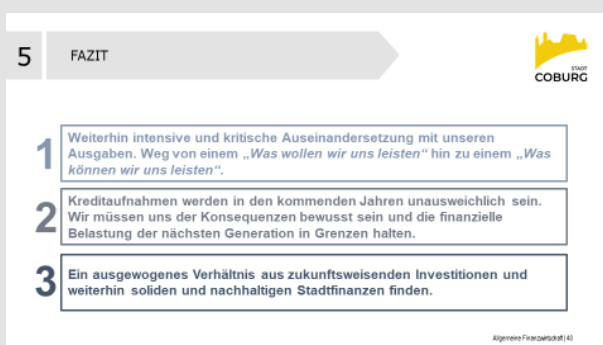 5
FAZIT
STADT
COBURG
1
Weiterhin intensive und kritische Auseinandersetzung mit unseren
Ausgaben. Weg von einem „Was wollen wir uns leisten“ hin zu einem „Was
können wir uns leisten“.
2
Kreditaufnahmen werden in den kommenden Jahren unausweichlich sein.
Wir müssen uns der Konsequenzen bewusst sein und die finanzielle
Belastung der nächsten Generation in Grenzen halten.
3
Ein ausgewogenes Verhältnis aus zukunftsweisenden Investitionen und
weiterhin soliden und nachhaltigen Stadtfinanzen finden.
Allgemeine Finanzwirtschaft | 40